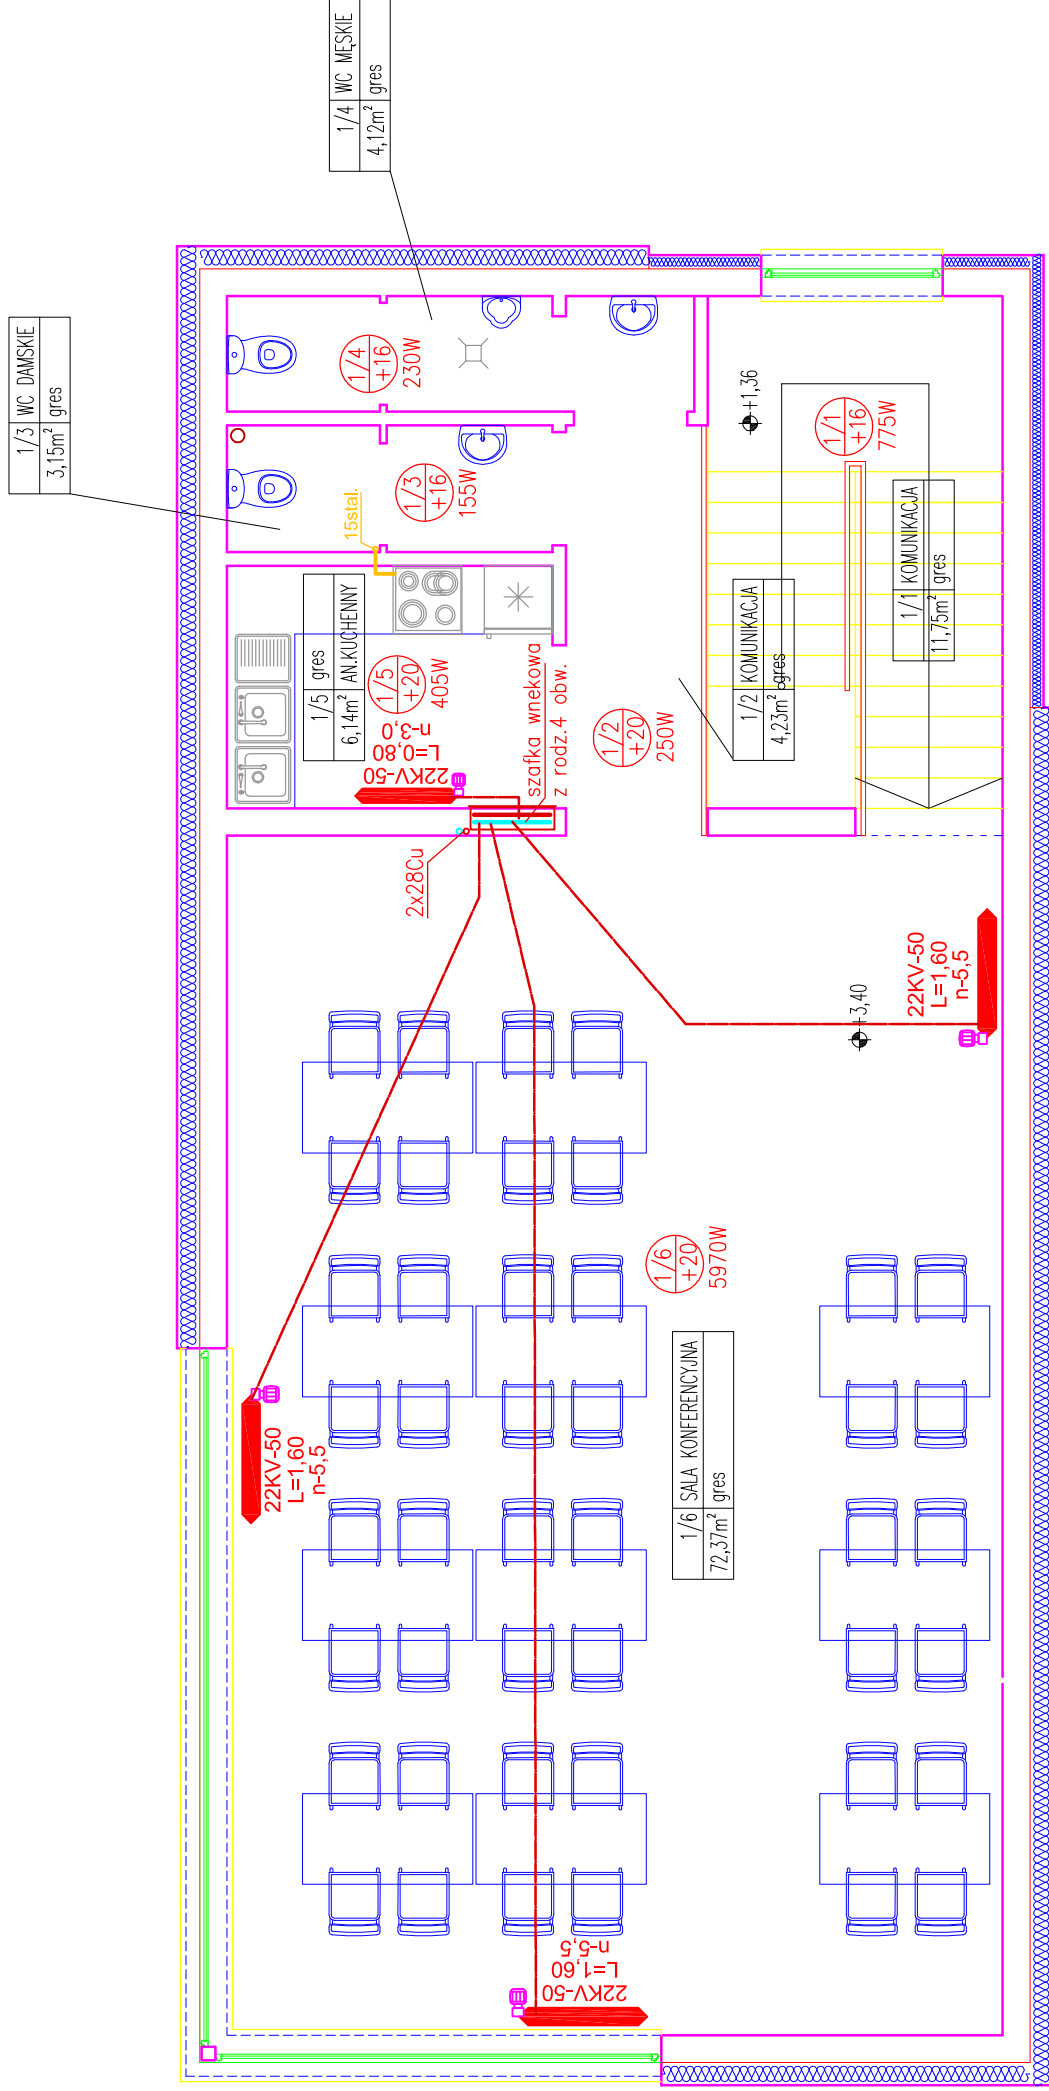 1/3 WC DAMSKIE
3,15m² gres
1/4 WC MĘSKIE
4,12m² gres
1/4
+16
230W
1/3
+16
155W
15stal.
1/5 gres
6,14m² AN.KUCHENNY
1/5
+20
405W
22KV-50
L=0,80
n-3,0
szafka wnekowa
z rodz.4 obw.
2x28Cu
1/2
+20
250W
1/2 KOMUNIKACJA
4,23m² gres
+1,36
1/1
+16
775W
1/1 KOMUNIKACJA
11,75m² gres
22KV-50
L=1,60
n-5,5
+3,40
1/6
+20
5970W
1/6 SALA KONFERENCYJNA
72,37m² gres
22KV-50
L=1,60
n-5,5
22KV-50
L=1,60
n-5,5